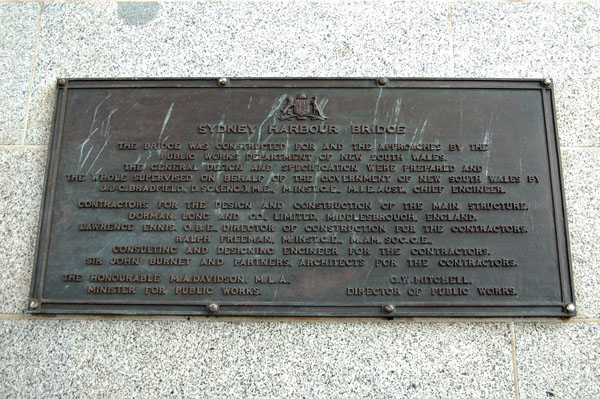 SYDNEY HARBOUR BRIDGE
THE BRIDGE WAS CONSTRUCTED FOR AND THE APPROACHES BY THE
PUBLIC WORKS DEPARTMENT OF NEW SOUTH WALES.
THE GENERAL DESIGN AND SPECIFICATION WERE PREPARED AND
THE WHOLE SUPERVISED ON BEHALF OF THE GOVERNMENT OF NEW SOUTH WALES BY
J.J.C. BRADFIELD, D.SC.(ENG.), M.E., M.INST.C.E., M.I.E.AUST., CHIEF ENGINEER.
CONTRACTORS FOR THE DESIGN AND CONSTRUCTION OF THE MAIN STRUCTURE.
DORMAN, LONG AND CO. LIMITED, MIDDLESBROUGH, ENGLAND.
LAWRENCE ENNIS, O.B.E., DIRECTOR OF CONSTRUCTION FOR THE CONTRACTORS.
RALPH FREEMAN, M.INST.C.E., M.AM.SOC.C.E.,
CONSULTING AND DESIGNING ENGINEER FOR THE CONTRACTORS.
SIR JOHN BURNET AND PARTNERS, ARCHITECTS FOR THE CONTRACTORS.
THE HONOURABLE M.A. DAVIDSON, M.L.A., G.W. MITCHELL,
MINISTER FOR PUBLIC WORKS. DIRECTOR OF PUBLIC WORKS.